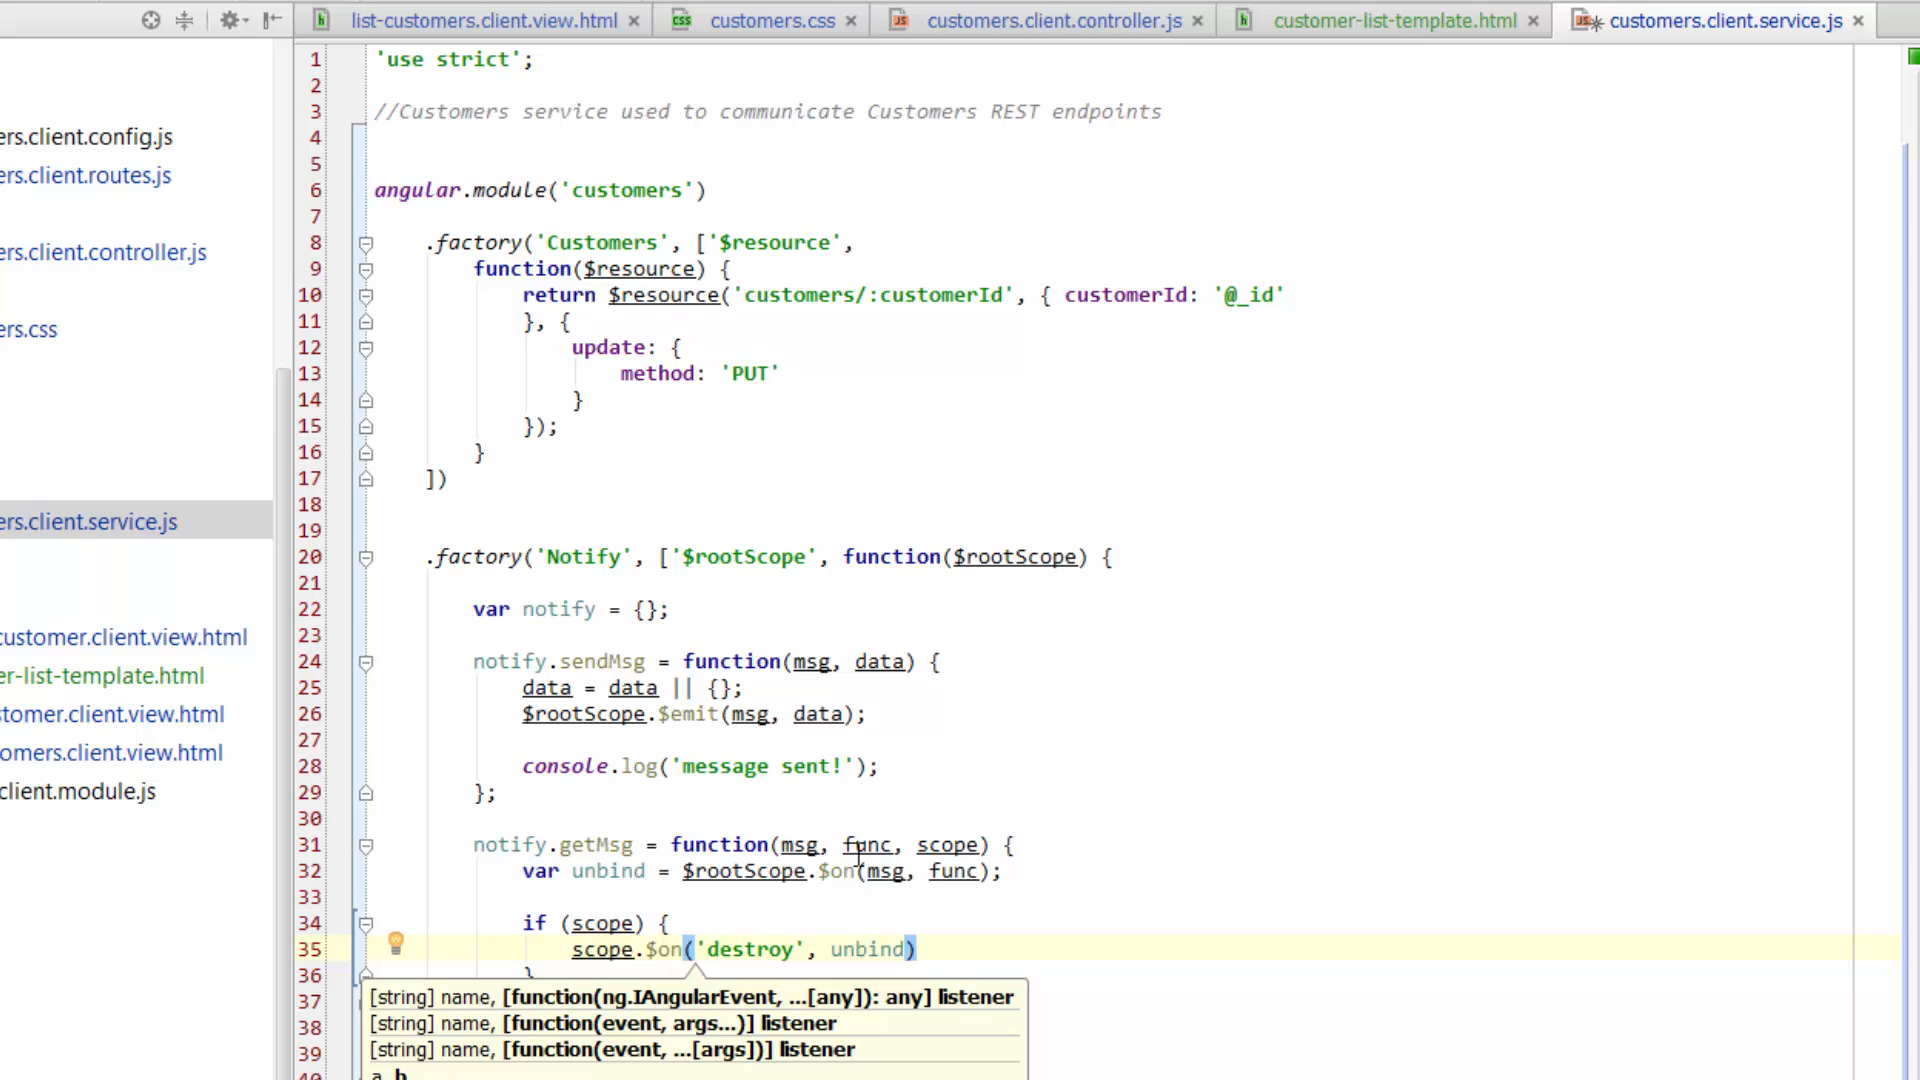 list-customers.client.view.html
customers.css
customers.client.controller.js
customer-list-template.html
customers.client.service.js
ers.client.config.js
ers.client.routes.js
ers.client.controller.js
ers.css
ers.client.service.js
customer.client.view.html
er-list-template.html
stomer.client.view.html
omers.client.view.html
client.module.js
1 'use strict';
2
3 //Customers service used to communicate Customers REST endpoints
4
5
6 angular.module('customers')
7
8 .factory('Customers', ['$resource',
9 function($resource) {
10 return $resource('customers/:customerId', { customerId: '@_id'
11 }, {
12 update: {
13 method: 'PUT'
14 }
15 });
16 }
17 ])
18
19
20 .factory('Notify', ['$rootScope', function($rootScope) {
21
22 var notify = {};
23
24 notify.sendMsg = function(msg, data) {
25 data = data || {};
26 $rootScope.$emit(msg, data);
27
28 console.log('message sent!');
29 };
30
31 notify.getMsg = function(msg, func, scope) {
32 var unbind = $rootScope.$on(msg, func);
33
34 if (scope) {
35 scope.$on('destroy', unbind)
36 }
37
38
39
40
[string] name, [function(ng.IAngularEvent, ...[any]): any] listener
[string] name, [function(event, args...)] listener
[string] name, [function(event, ...[args])] listener
a, b